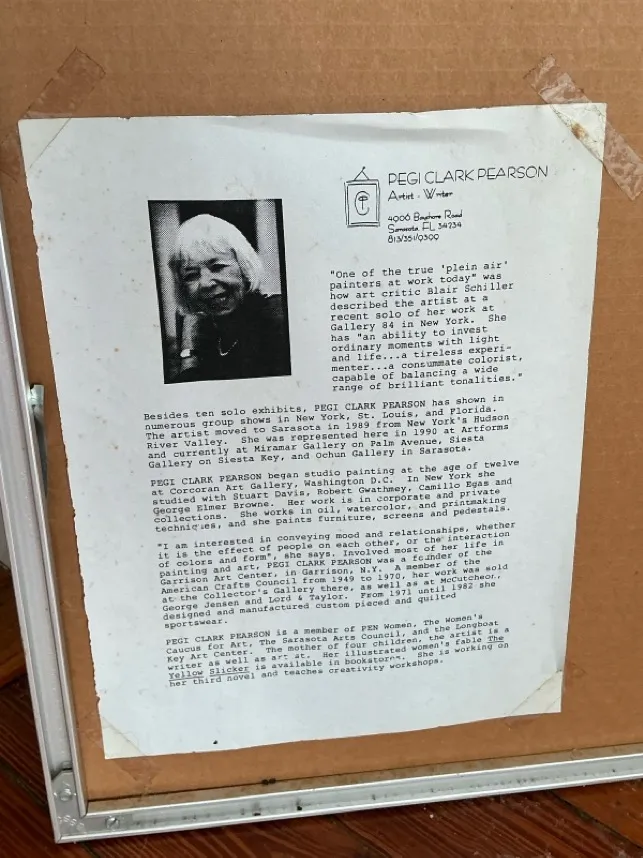 PEGI CLARK PEARSON
Artist - Writer
4906 Bayshore Road
Sarasota, FL 34234
813/351/9399
"One of the true 'plein air'
painters at work today" was
how art critic Blair Schiller
described the artist at a
recent solo of her work at
Gallery 84 in New York. She
has "an ability to invest
ordinary moments with light
and life...a tireless experi-
menter...a consummate colorist,
capable of balancing a wide
range of brilliant tonalities."
Besides ten solo exhibits, PEGI CLARK PEARSON has shown in
numerous group shows in New York, St. Louis, and Florida.
The artist moved to Sarasota in 1989 from New York's Hudson
River Valley. She was represented here in 1990 at Artforms
and currently at Miramar Gallery on Palm Avenue, Siesta
Gallery on Siesta Key, and Ochun Gallery in Sarasota.
PEGI CLARK PEARSON began studio painting at the age of twelve
at Corcoran Art Gallery, Washington D.C. In New York she
studied with Stuart Davis, Robert Gwathmey, Camillo Egas and
George Elmer Browne. Her work is in corporate and private
collections. She works in oil, watercolor, and printmaking
techniques, and she paints furniture, screens and pedestals.
"I am interested in conveying mood and relationships, whether
it is the effect of people on each other, or the interaction
of colors and form", she says. Involved most of her life in
painting and art, PEGI CLARK PEARSON was a founder of the
Garrison Art Center, in Garrison, N.Y. A member of the
American Crafts Council from 1949 to 1970, her work was sold
at the Collector's Gallery there, as well as at McCutcheor,
George Jensen and Lord & Taylor. From 1971 until 1982 she
designed and manufactured custom pieced and quilted
sportswear.
PEGI CLARK PEARSON is a member of PEN Women, The Women's
Caucus for Art, The Sarasota Arts Council, and the Longboat
Key Art Center. The mother of four children, the artist is a
writer as well as artist. Her illustrated women's fable The
Yellow Slicker is available in bookstores. She is working on
her third novel and teaches creativity workshops.